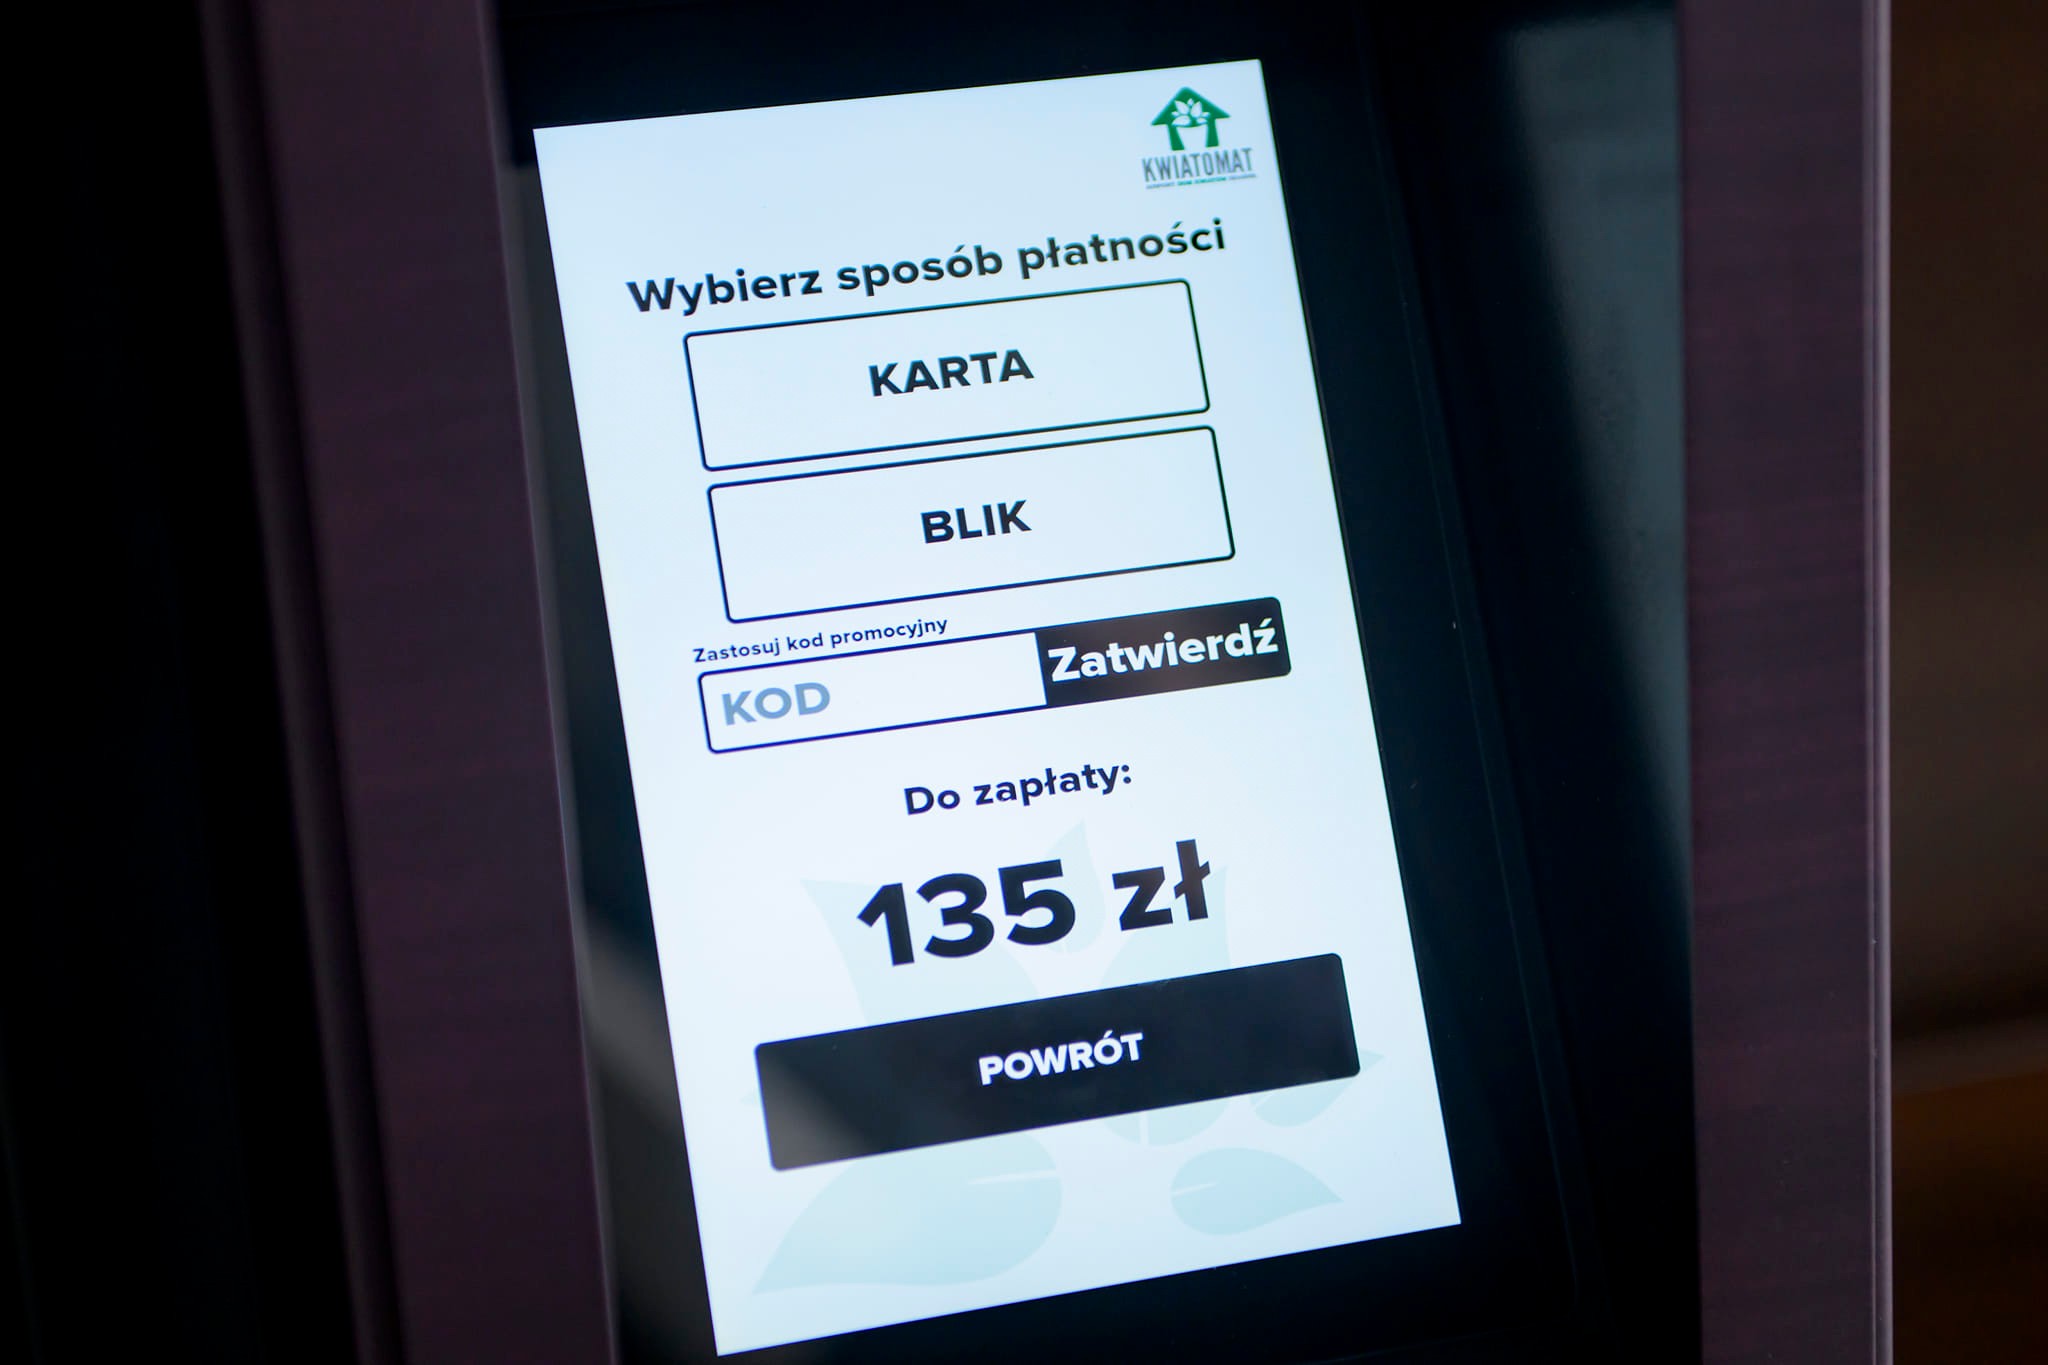 KWIATOMAT
Wybierz sposób płatności
KARTA
BLIK
Zastosuj kod promocyjny
KOD
Zatwierdź
Do zapłaty:
135 zł
POWRÓT